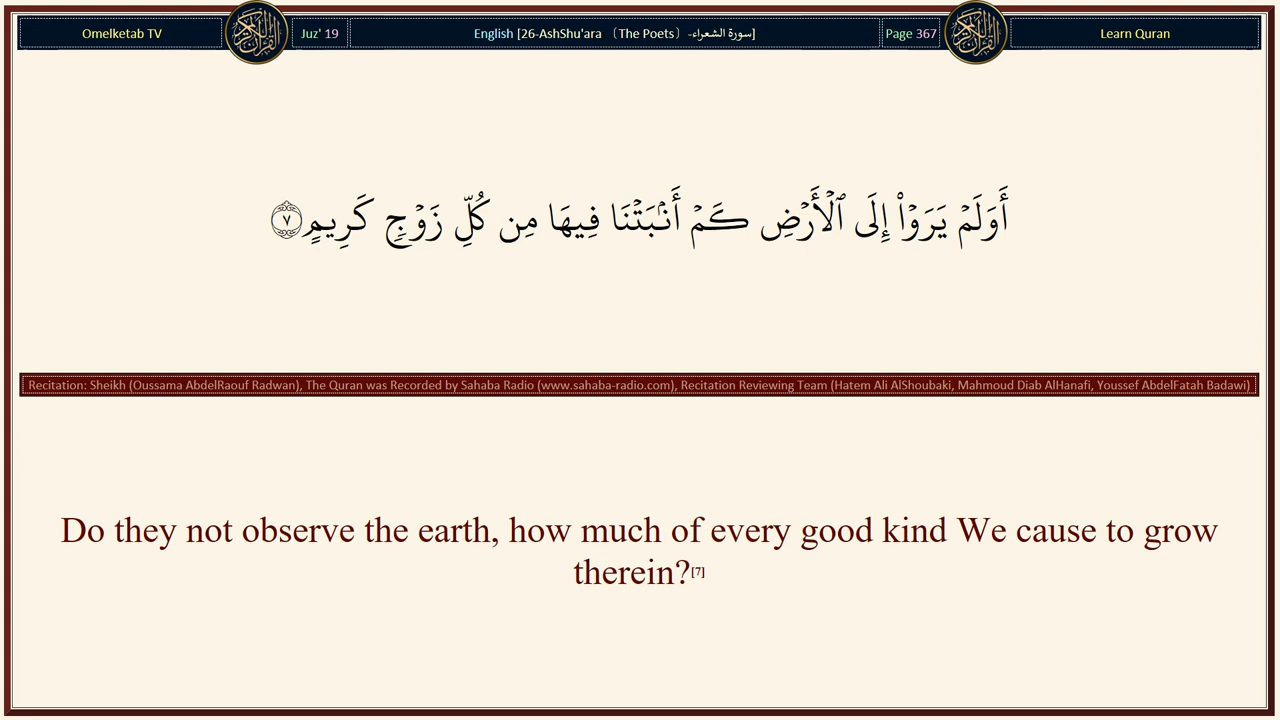 Omelketab TV
Juz' 19
English [26-AshShu'ara （The Poets）-سورة الشعراء]
Page 367
Learn Quran
أَوَلَمۡ يَرَوۡاْ إِلَى ٱلۡأَرۡضِ كَمۡ أَنۢبَتۡنَا فِيهَا مِن كُلِّ زَوۡجٖ كَرِيمٍ ٧
Recitation: Sheikh (Oussama AbdelRaouf Radwan), The Quran was Recorded by Sahaba Radio (www.sahaba-radio.com), Recitation Reviewing Team (Hatem Ali AlShoubaki, Mahmoud Diab AlHanafi, Youssef AbdelFatah Badawi)
Do they not observe the earth, how much of every good kind We cause to grow
therein?[7]